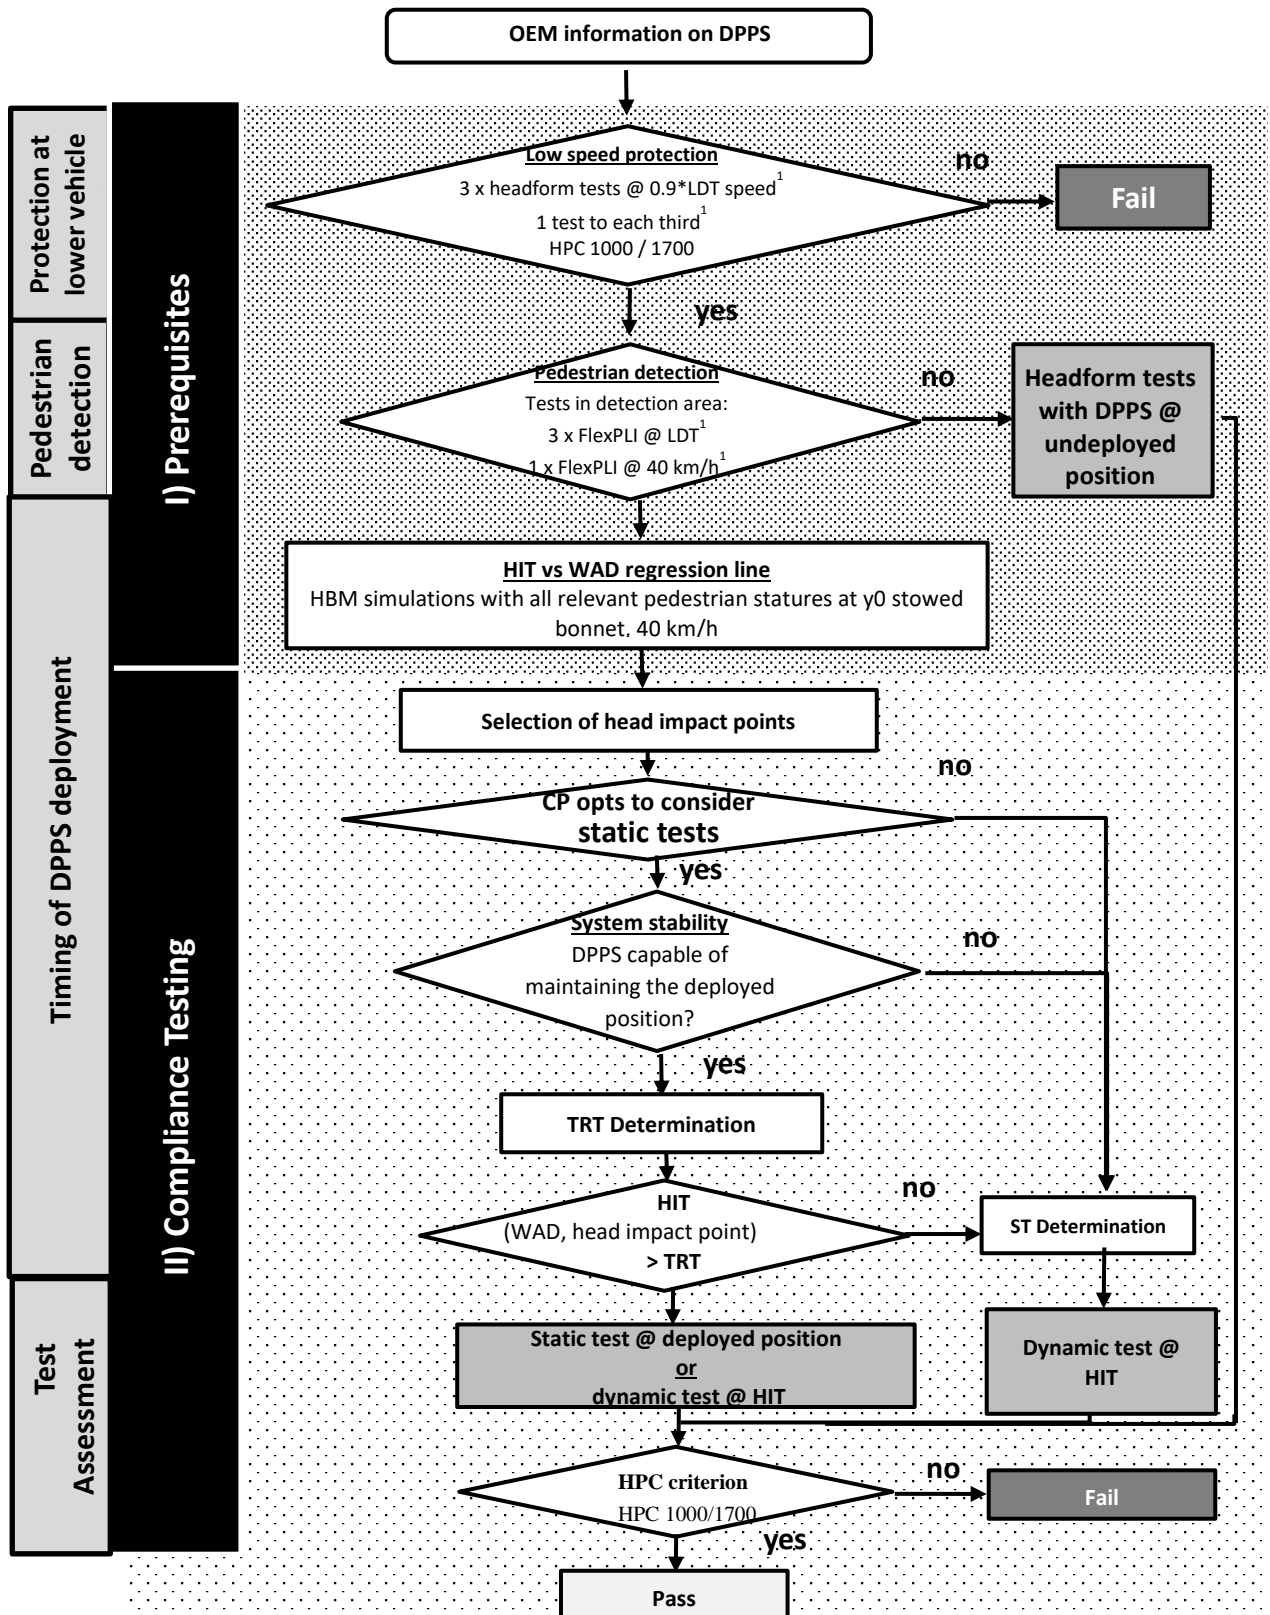 OEM information on DPPS
Protection at
lower vehicle
I) Prerequisites
Low speed protection
3 x headform tests @ 0.9*LDT speed1
1 test to each third1
HPC 1000 / 1700
no
Fail
yes
Pedestrian
detection
Pedestrian detection
Tests in detection area:
3 x FlexPLI @ LDT1
1 x FlexPLI @ 40 km/h1
no
Headform tests
with DPPS @
undeployed
position
HIT vs WAD regression line
HBM simulations with all relevant pedestrian statures at y0 stowed
bonnet, 40 km/h
Timing of DPPS deployment
II) Compliance Testing
Selection of head impact points
no
CP opts to consider
static tests
yes
System stability
DPPS capable of
maintaining the deployed
position?
no
yes
TRT Determination
HIT
(WAD, head impact point)
> TRT
no
ST Determination
Test
Assessment
Static test @ deployed position
or
dynamic test @ HIT
Dynamic test @
HIT
HPC criterion
HPC 1000/1700
no
Fail
yes
Pass